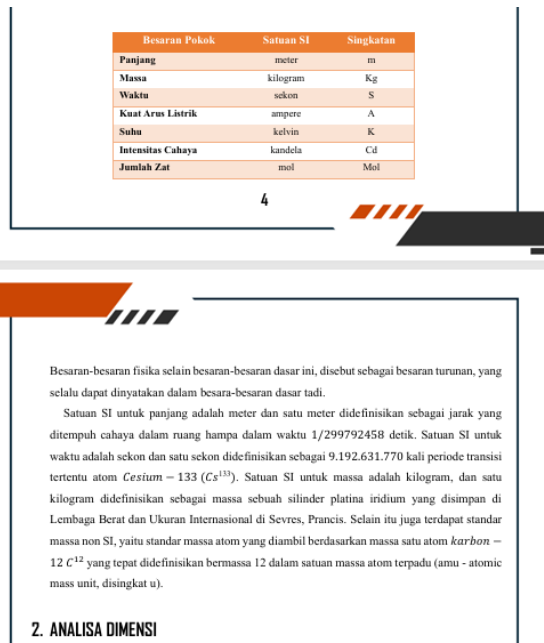 Besaran Pokok Satuan SI Singkatan
Panjang meter m
Massa kilogram Kg
Waktu sekon S
Kuat Arus Listrik ampere A
Suhu kelvin K
Intensitas Cahaya kandela Cd
Jumlah Zat mol Mol
4
Besaran-besaran fisika selain besaran-besaran dasar ini, disebut sebagai besaran turunan, yang
selalu dapat dinyatakan dalam besara-besaran dasar tadi.
Satuan SI untuk panjang adalah meter dan satu meter didefinisikan sebagai jarak yang
ditempuh cahaya dalam ruang hampa dalam waktu 1/299792458 detik. Satuan SI untuk
waktu adalah sekon dan satu sekon didefinisikan sebagai 9.192.631.770 kali periode transisi
tertentu atom Cesium − 133 (Cs¹³³). Satuan SI untuk massa adalah kilogram, dan satu
kilogram didefinisikan sebagai massa sebuah silinder platina iridium yang disimpan di
Lembaga Berat dan Ukuran Internasional di Sevres, Prancis. Selain itu juga terdapat standar
massa non SI, yaitu standar massa atom yang diambil berdasarkan massa satu atom karbon −
12 C¹² yang tepat didefinisikan bermassa 12 dalam satuan massa atom terpadu (amu - atomic
mass unit, disingkat u).
2. ANALISA DIMENSI